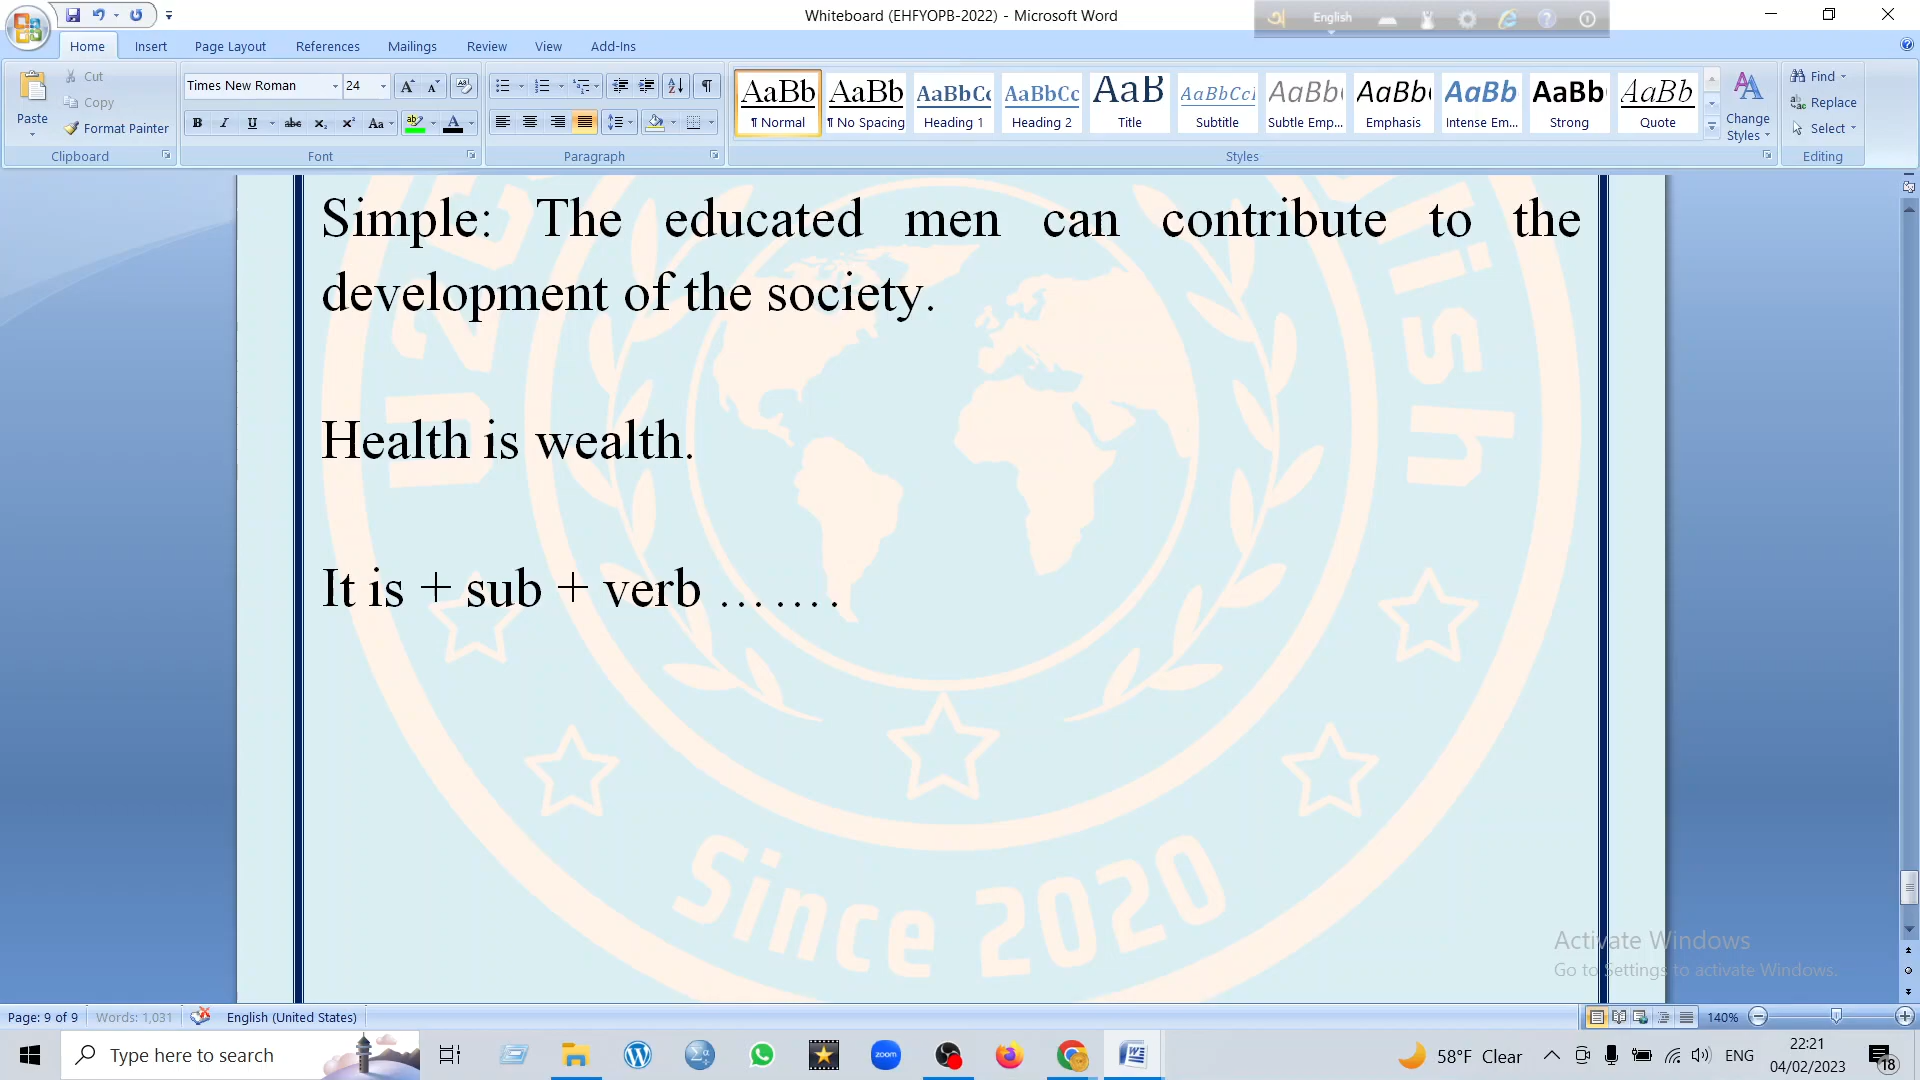 Whiteboard (EHFYOPB-2022) - Microsoft Word
English
Home Insert Page Layout References Mailings Review View Add-Ins
Cut
Copy
Format Painter
Paste
Clipboard
Times New Roman 24
Font
Paragraph
AaBb AaBb AaBbCc AaBbCc AaB AaBbCcI AaBb AaBb AaBb AaBb AaBb
¶ Normal ¶ No Spacing Heading 1 Heading 2 Title Subtitle Subtle Emp... Emphasis Intense Em... Strong Quote
Change Styles
Styles
Find
Replace
Select
Editing
Simple: The educated men can contribute to the
development of the society.
Health is wealth.
It is + sub + verb …….
lish
Since 2020
Activate Windows
Go to Settings to activate Windows.
Page: 9 of 9 Words: 1,031 English (United States) 140%
Type here to search zoom 58°F Clear ENG 22:21
04/02/2023 18